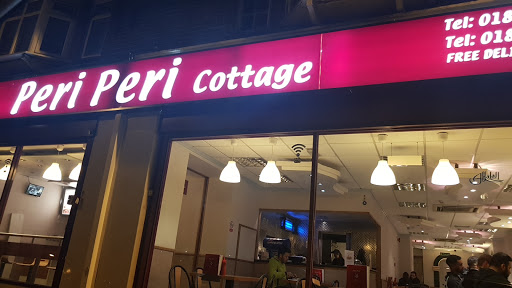 Peri Peri Cottage
Tel: 018
Tel: 018
FREE DELI